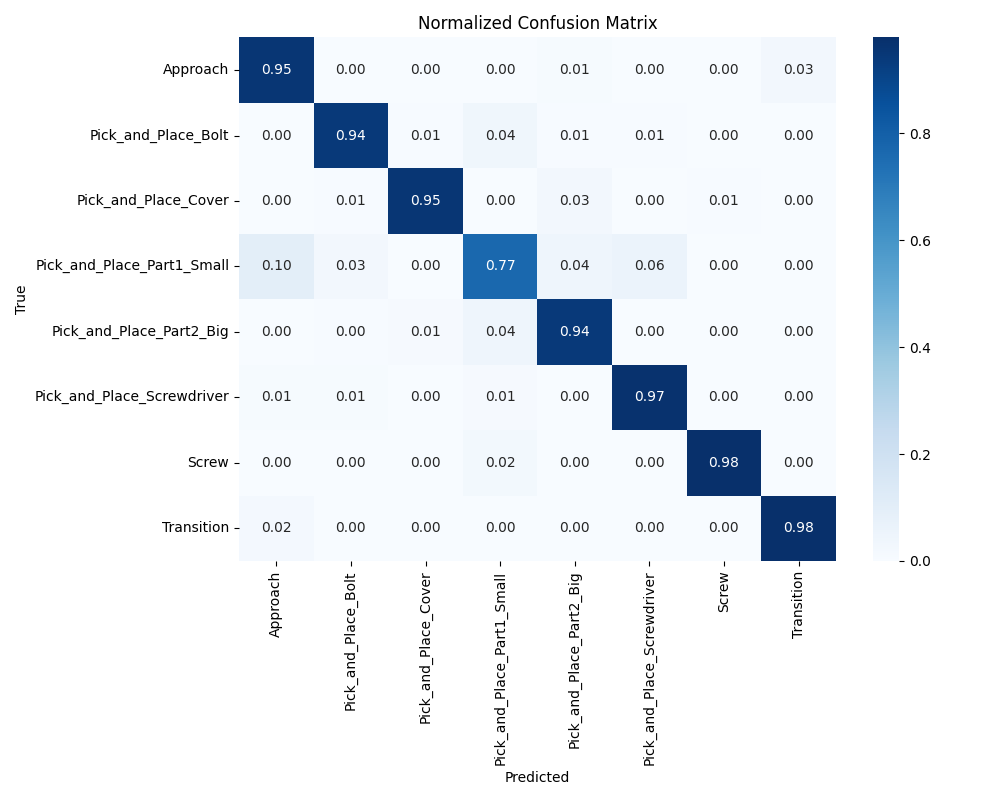 Normalized Confusion Matrix
Approach 0.95 0.00 0.00 0.00 0.01 0.00 0.00 0.03
Pick_and_Place_Bolt 0.00 0.94 0.01 0.04 0.01 0.01 0.00 0.00
Pick_and_Place_Cover 0.00 0.01 0.95 0.00 0.03 0.00 0.01 0.00
Pick_and_Place_Part1_Small 0.10 0.03 0.00 0.77 0.04 0.06 0.00 0.00
Pick_and_Place_Part2_Big 0.00 0.00 0.01 0.04 0.94 0.00 0.00 0.00
Pick_and_Place_Screwdriver 0.01 0.01 0.00 0.01 0.00 0.97 0.00 0.00
Screw 0.00 0.00 0.00 0.02 0.00 0.00 0.98 0.00
Transition 0.02 0.00 0.00 0.00 0.00 0.00 0.00 0.98
True
Approach
Pick_and_Place_Bolt
Pick_and_Place_Cover
Pick_and_Place_Part1_Small
Pick_and_Place_Part2_Big
Pick_and_Place_Screwdriver
Screw
Transition
Predicted
0.8
0.6
0.4
0.2
0.0